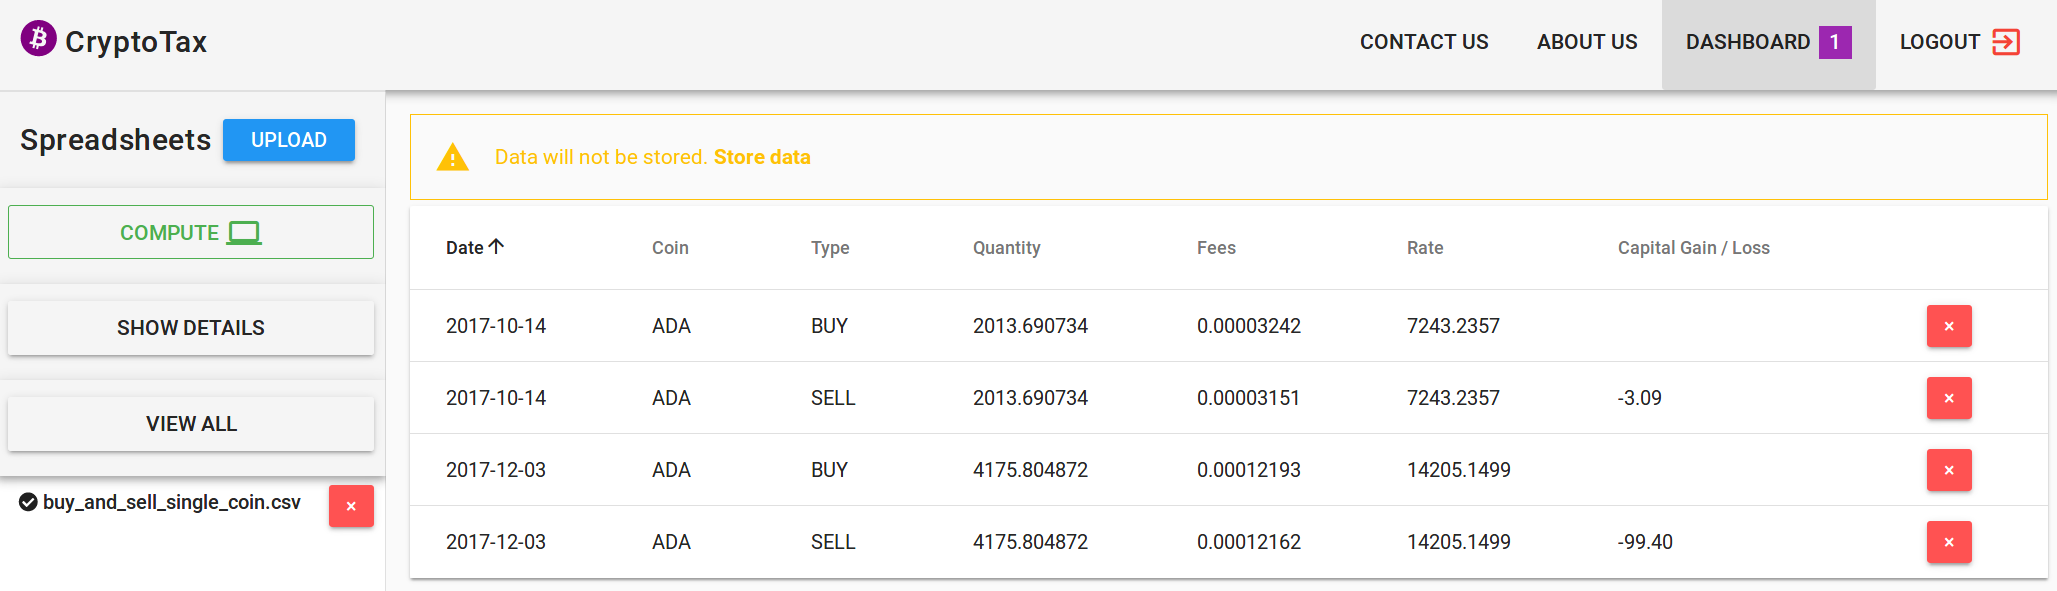 CryptoTax
CONTACT US
ABOUT US
DASHBOARD 1
LOGOUT
Spreadsheets UPLOAD
COMPUTE
SHOW DETAILS
VIEW ALL
buy_and_sell_single_coin.csv ×
Data will not be stored. Store data
Date Coin Type Quantity Fees Rate Capital Gain / Loss
2017-10-14 ADA BUY 2013.690734 0.00003242 7243.2357 ×
2017-10-14 ADA SELL 2013.690734 0.00003151 7243.2357 -3.09 ×
2017-12-03 ADA BUY 4175.804872 0.00012193 14205.1499 ×
2017-12-03 ADA SELL 4175.804872 0.00012162 14205.1499 -99.40 ×